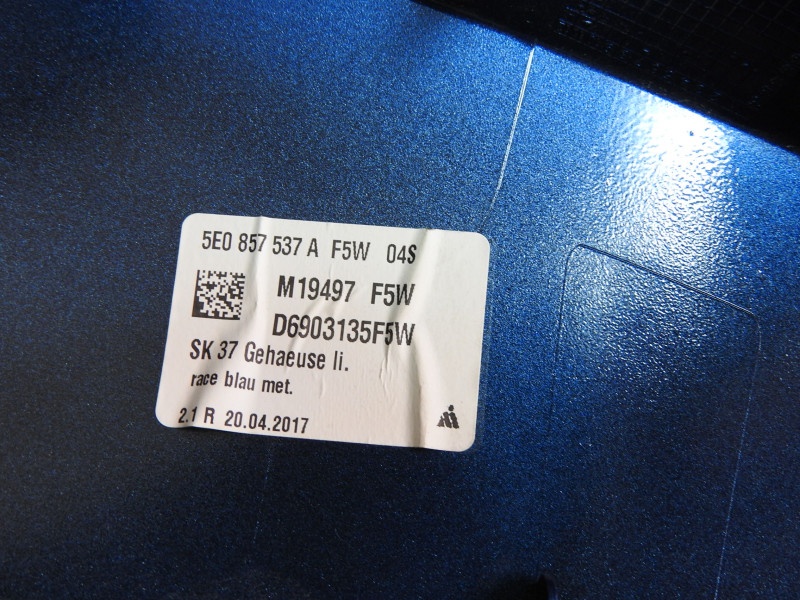 5E0 857 537 A F5W 04S
M19497 F5W
D6903135F5W
SK 37 Gehaeuse li.
race blau met.
2.1 R 20.04.2017